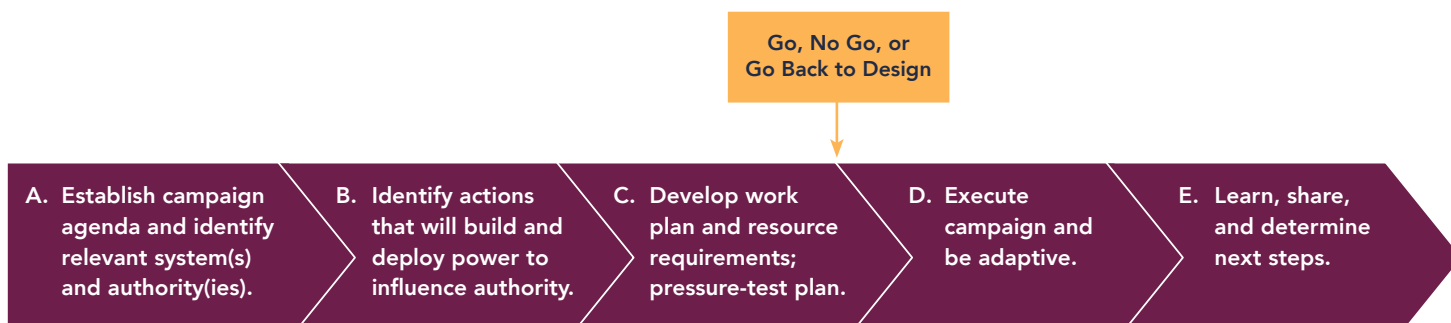 Go, No Go, or
Go Back to Design
A. Establish campaign
agenda and identify
relevant system(s)
and authority(ies).
B. Identify actions
that will build and
deploy power to
influence authority.
C. Develop work
plan and resource
requirements;
pressure-test plan.
D. Execute
campaign and
be adaptive.
E. Learn, share,
and determine
next steps.